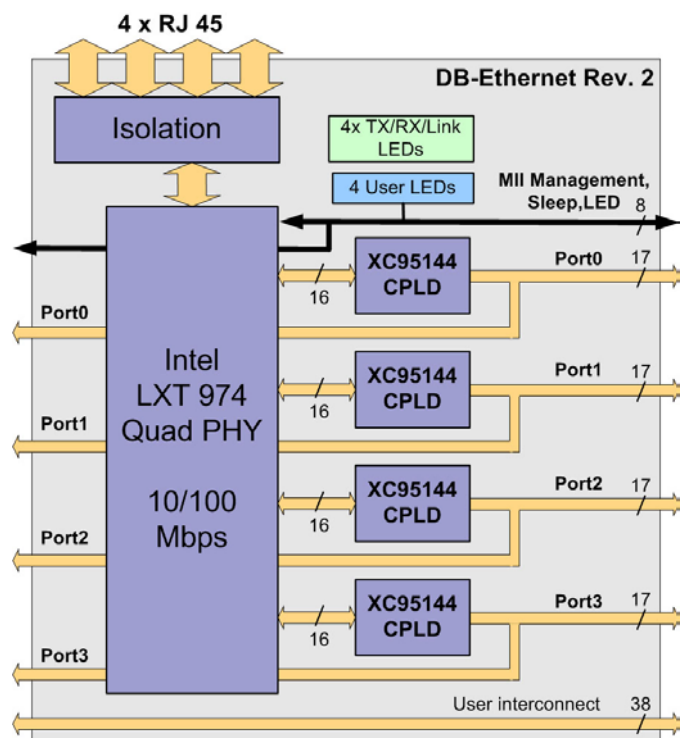 4 x RJ 45
DB-Ethernet Rev. 2
Isolation
4x TX/RX/Link
LEDs
4 User LEDs
MII Management,
Sleep,LED
8
XC95144
CPLD
16
Port0
17
Port0
Intel
LXT 974
Quad PHY
10/100
Mbps
XC95144
CPLD
16
Port1
17
Port1
XC95144
CPLD
16
Port2
17
Port2
XC95144
CPLD
16
Port3
17
Port3
User interconnect
38